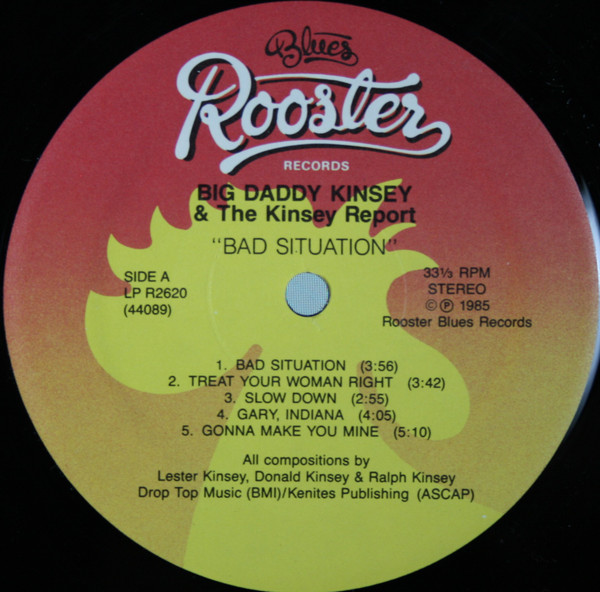 Blues
Rooster
RECORDS
BIG DADDY KINSEY
& The Kinsey Report
"BAD SITUATION"
SIDE A
LP R2620
(44089)
33⅓ RPM
STEREO
©℗ 1985
Rooster Blues Records
1. BAD SITUATION (3:56)
2. TREAT YOUR WOMAN RIGHT (3:42)
3. SLOW DOWN (2:55)
4. GARY, INDIANA (4:05)
5. GONNA MAKE YOU MINE (5:10)
All compositions by
Lester Kinsey, Donald Kinsey & Ralph Kinsey
Drop Top Music (BMI)/Kenites Publishing (ASCAP)